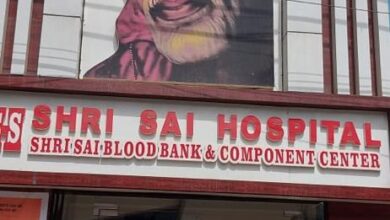 SHRI SAI HOSPITAL
SHRI SAI BLOOD BANK & COMPONENT CENTER